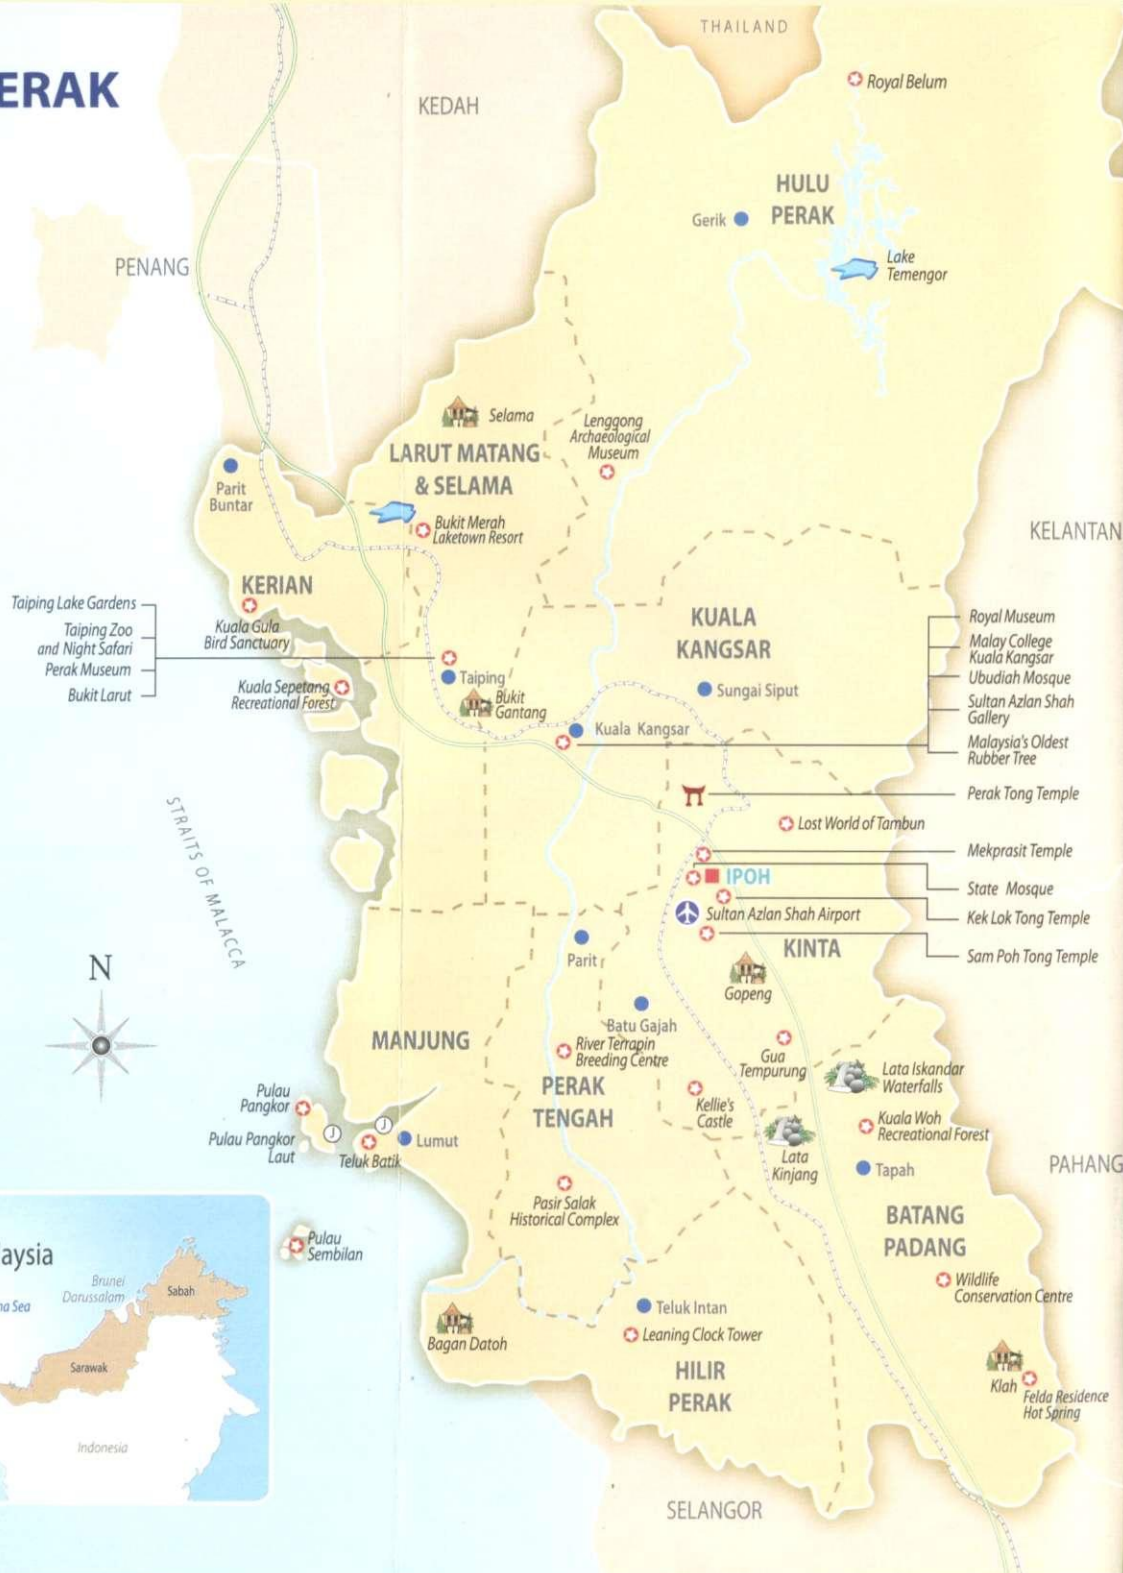 ERAK
THAILAND
KEDAH
Royal Belum
HULU
PERAK
Gerik
Lake
Temengor
PENANG
Selama
LARUT MATANG
& SELAMA
Lenggong
Archaeological
Museum
Parit
Buntar
Bukit Merah
Laketown Resort
KELANTAN
KERIAN
Kuala Gula
Bird Sanctuary
Taiping Lake Gardens
Taiping Zoo
and Night Safari
Perak Museum
Bukit Larut
Kuala Sepetang
Recreational Forest
Taiping
Bukit
Gantang
KUALA
KANGSAR
Sungai Siput
Kuala Kangsar
Royal Museum
Malay College
Kuala Kangsar
Ubudiah Mosque
Sultan Azlan Shah
Gallery
Malaysia's Oldest
Rubber Tree
Perak Tong Temple
Lost World of Tambun
Mekprasit Temple
IPOH
State Mosque
Kek Lok Tong Temple
Sultan Azlan Shah Airport
Sam Poh Tong Temple
KINTA
STRAITS OF MALACCA
N
Parit
Gopeng
Batu Gajah
MANJUNG
River Terrapin
Breeding Centre
Gua
Tempurung
Lata Iskandar
Waterfalls
PERAK
TENGAH
Kellie's
Castle
Kuala Woh
Recreational Forest
Pulau
Pangkor
Pulau Pangkor
Laut
J
J
Teluk Batik
Lumut
Lata
Kinjang
Tapah
PAHANG
Pasir Salak
Historical Complex
BATANG
PADANG
Pulau
Sembilan
Wildlife
Conservation Centre
Teluk Intan
Leaning Clock Tower
Bagan Datoh
HILIR
PERAK
Klah
Felda Residence
Hot Spring
SELANGOR
aysia
Brunei
Darussalam
na Sea
Sabah
Sarawak
Indonesia